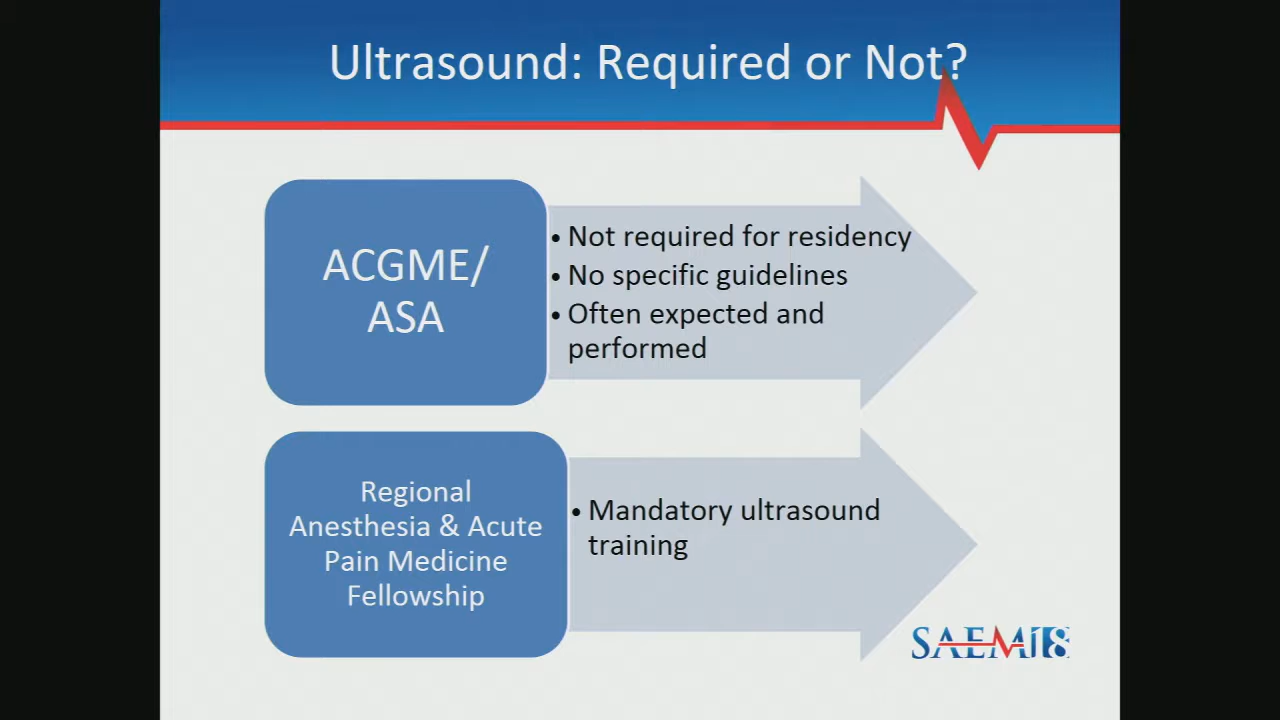 Ultrasound: Required or Not?
ACGME/
ASA
• Not required for residency
• No specific guidelines
• Often expected and
performed
Regional
Anesthesia & Acute
Pain Medicine
Fellowship
• Mandatory ultrasound
training
SAEM18